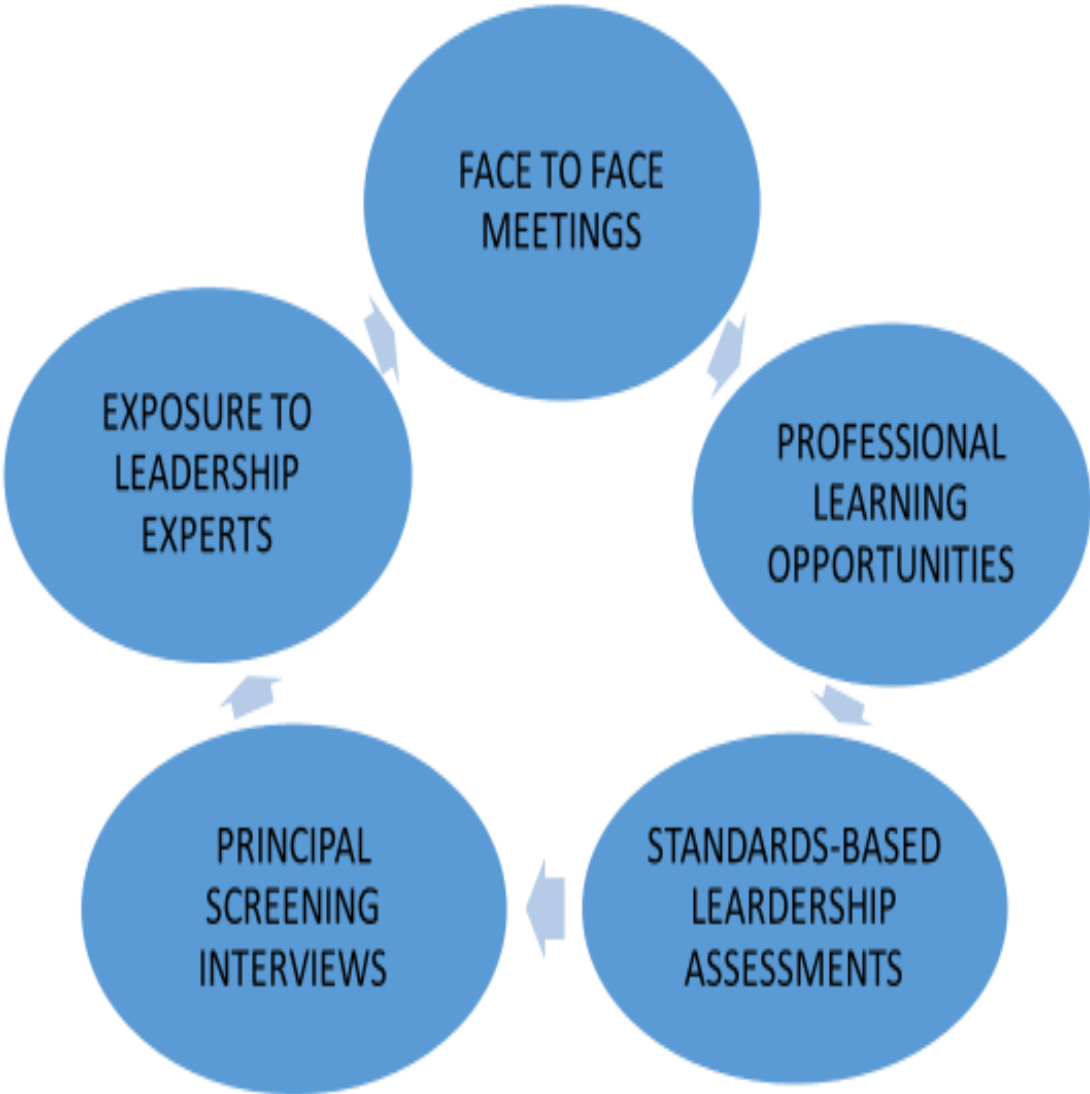 FACE TO FACE
MEETINGS
PROFESSIONAL
LEARNING
OPPORTUNITIES
STANDARDS-BASED
LEARDERSHIP
ASSESSMENTS
PRINCIPAL
SCREENING
INTERVIEWS
EXPOSURE TO
LEADERSHIP
EXPERTS